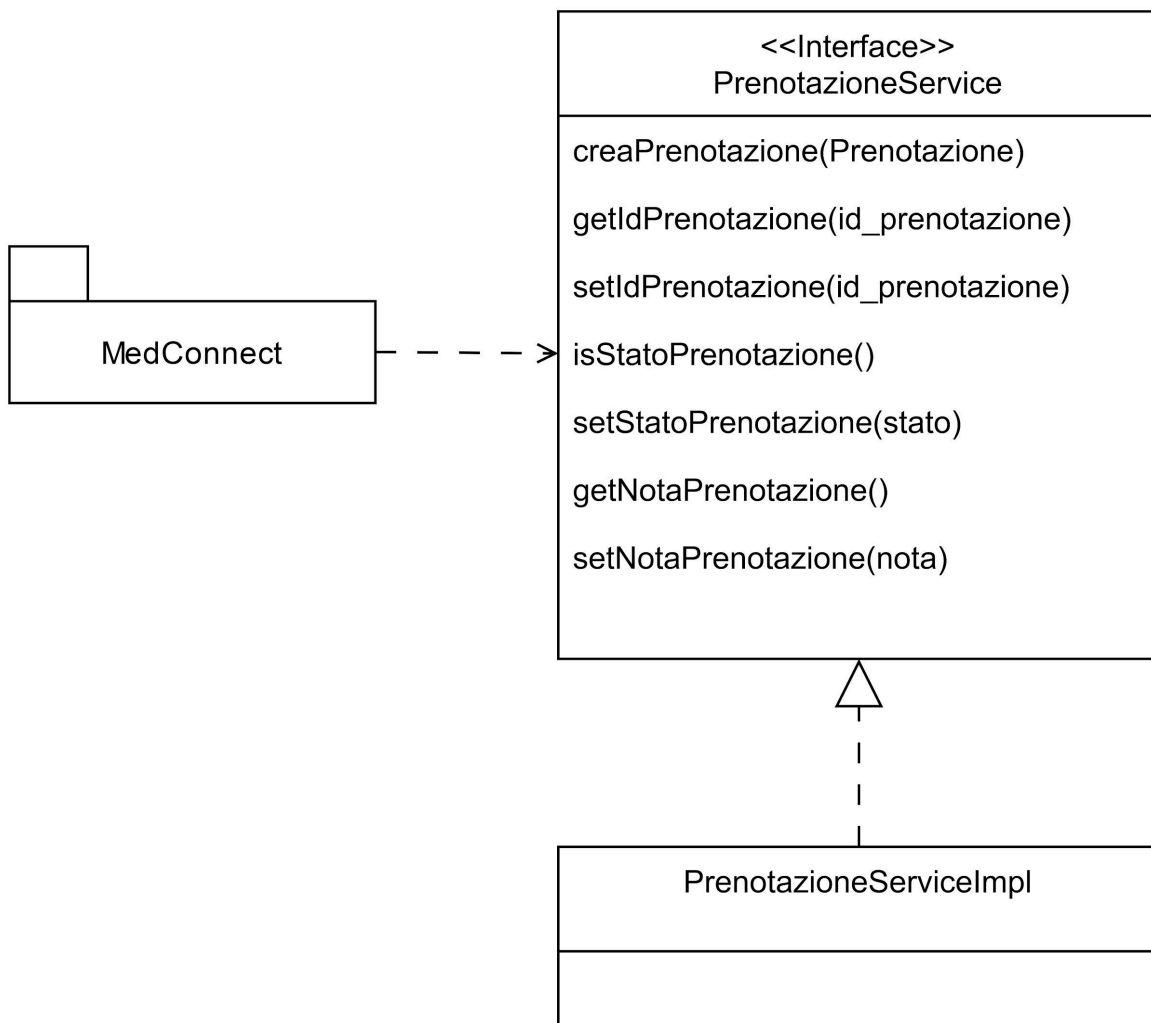 <<Interface>>
PrenotazioneService
creaPrenotazione(Prenotazione)
getIdPrenotazione(id_prenotazione)
setIdPrenotazione(id_prenotazione)
MedConnect
isStatoPrenotazione()
setStatoPrenotazione(stato)
getNotaPrenotazione()
setNotaPrenotazione(nota)
PrenotazioneServiceImpl